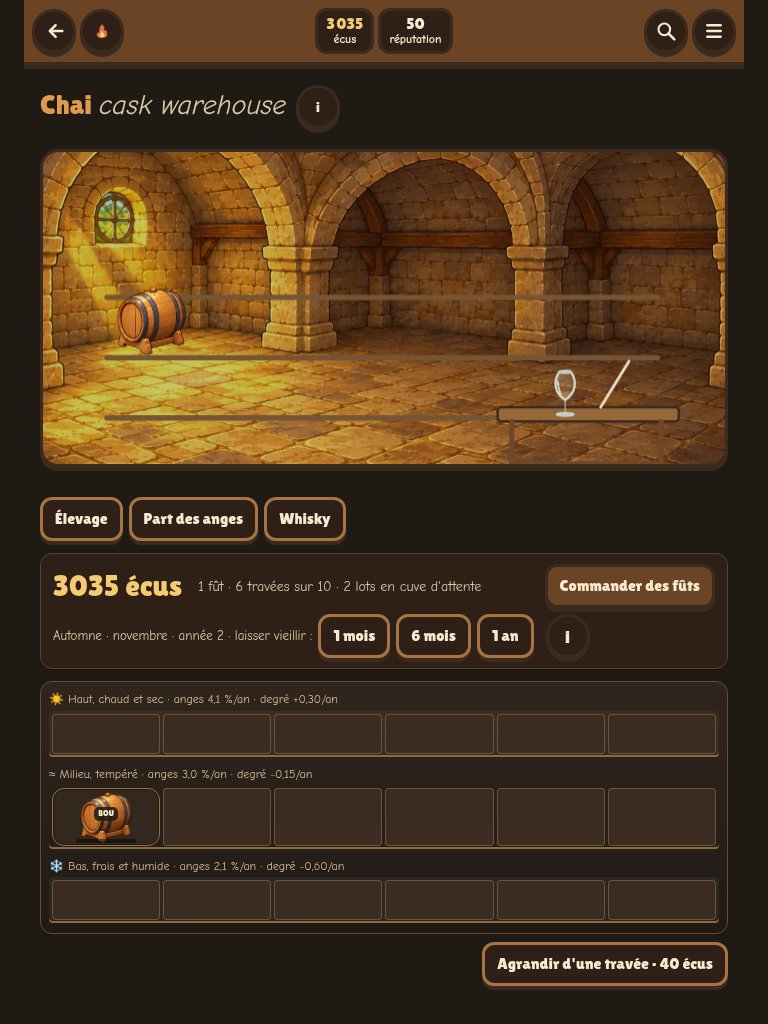 3035
écus
50
réputation
Chai cask warehouse i
Élevage
Part des anges
Whisky
3035 écus 1 fût · 6 travées sur 10 · 2 lots en cuve d'attente
Commander des fûts
Automne · novembre · année 2 · laisser vieillir : 1 mois 6 mois 1 an i
☀️ Haut, chaud et sec · anges 4,1 %/an · degré +0,30/an
≈ Milieu, tempéré · anges 3,0 %/an · degré -0,15/an
BOU
❄️ Bas, frais et humide · anges 2,1 %/an · degré -0,60/an
Agrandir d'une travée · 40 écus